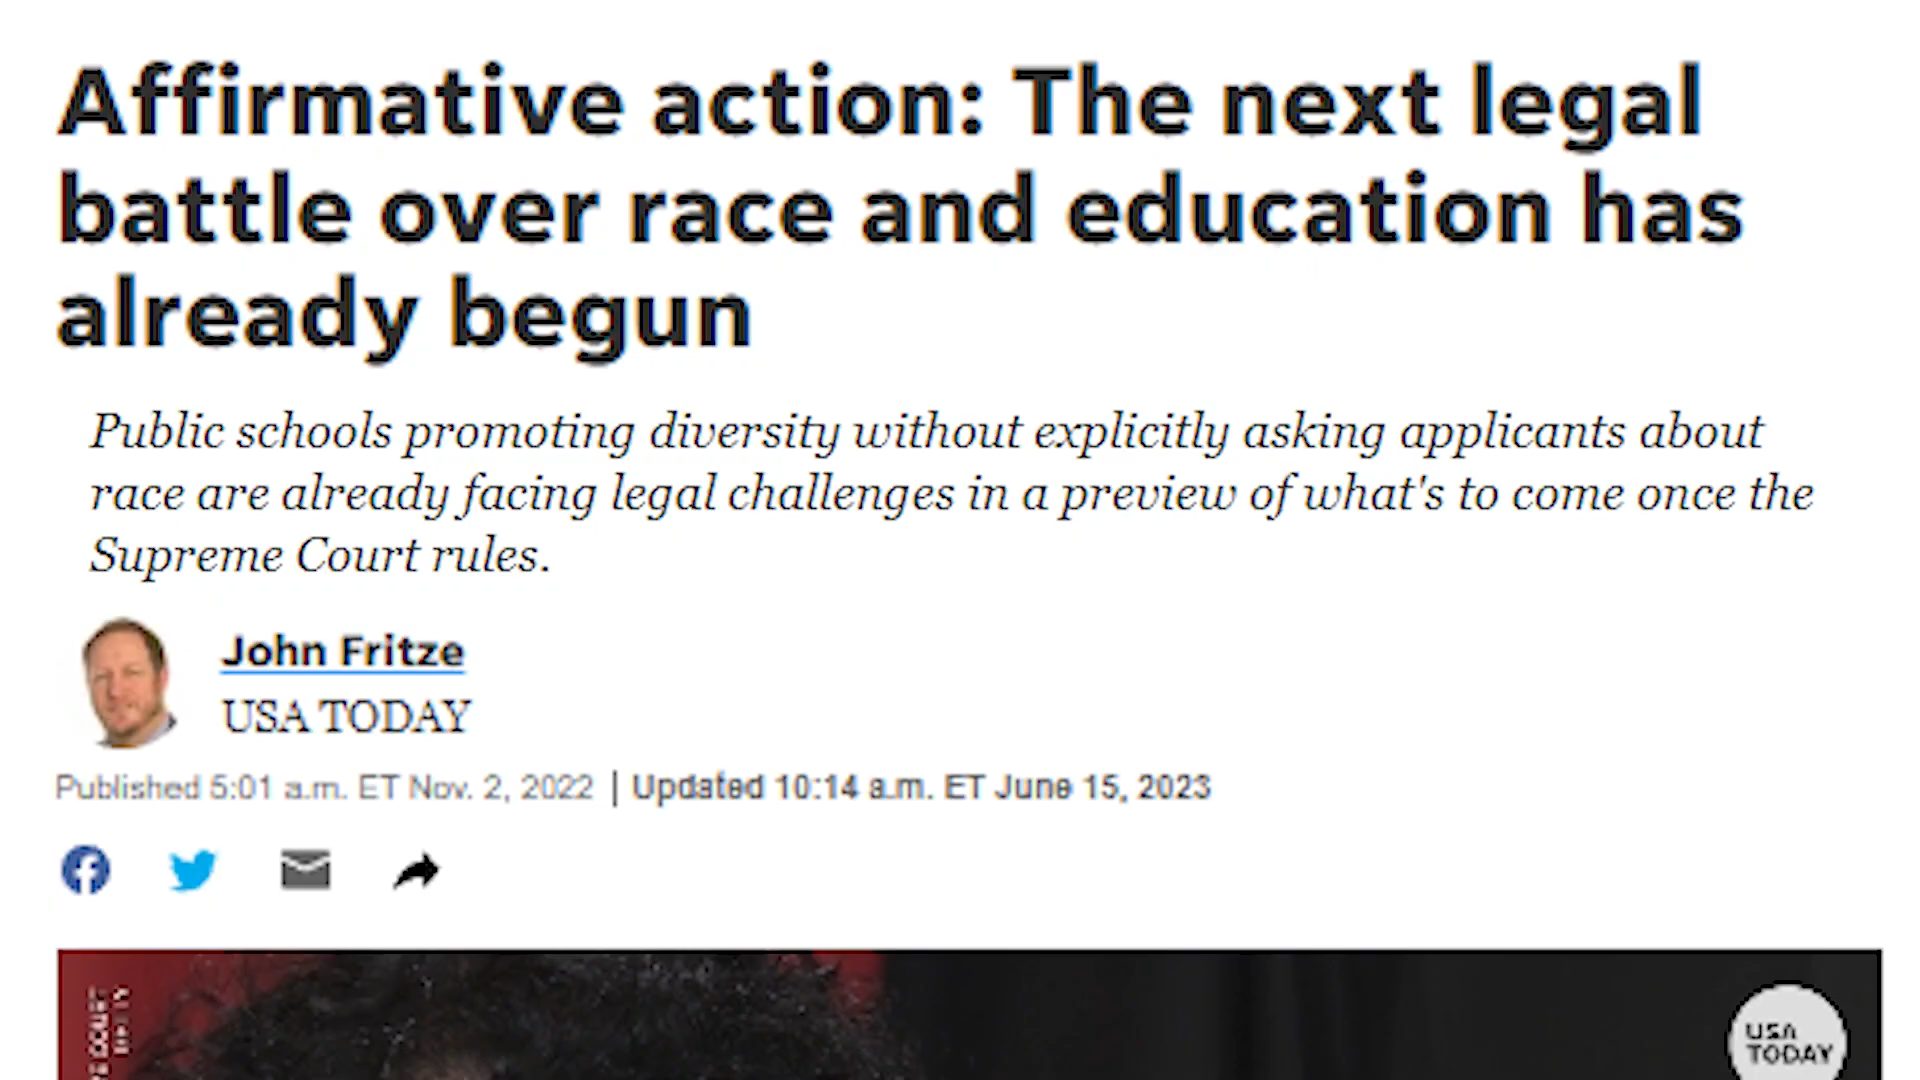 Affirmative action: The next legal
battle over race and education has
already begun
Public schools promoting diversity without explicitly asking applicants about
race are already facing legal challenges in a preview of what's to come once the
Supreme Court rules.
John Fritze
USA TODAY
Published 5:01 a.m. ET Nov. 2, 2022 | Updated 10:14 a.m. ET June 15, 2023
USA
TODAY